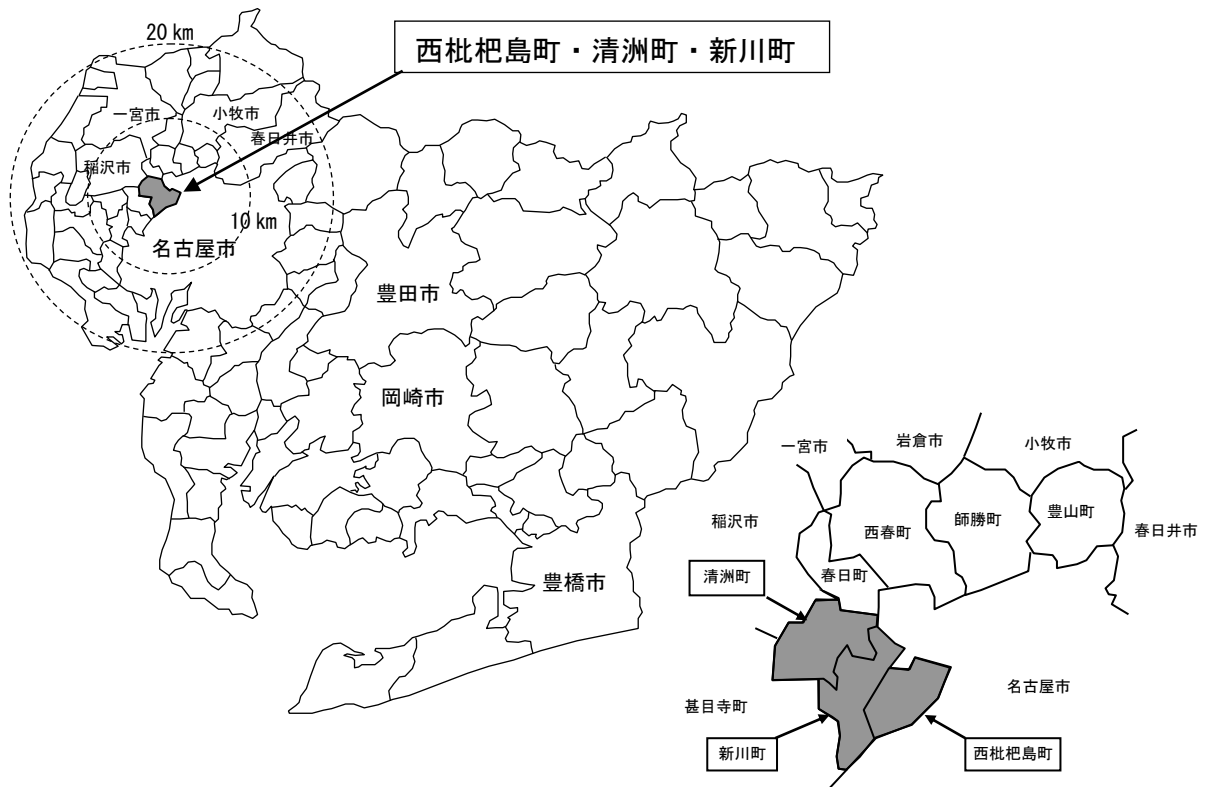 20 km
西枇杷島町・清洲町・新川町
一宮市
小牧市
春日井市
稲沢市
10 km
名古屋市
豊田市
岡崎市
豊橋市
一宮市
岩倉市
小牧市
稲沢市
西春町
師勝町
豊山町
春日井市
清洲町
春日町
名古屋市
甚目寺町
新川町
西枇杷島町